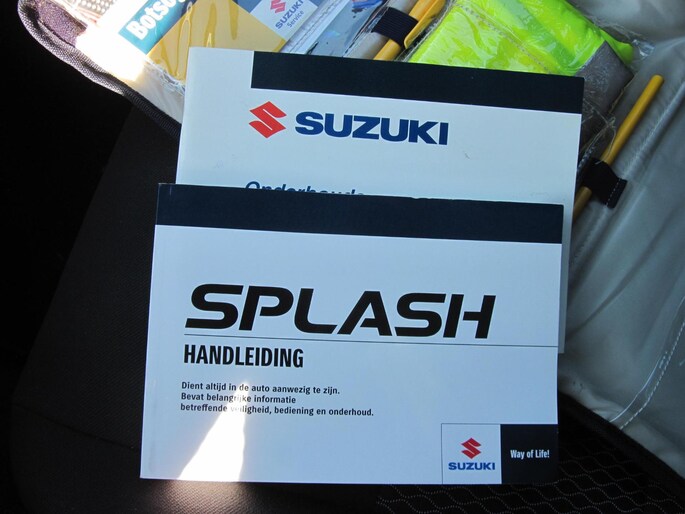 SUZUKI
Service
SUZUKI
SPLASH
HANDLEIDING
Dient altijd in de auto aanwezig te zijn.
Bevat belangrijke informatie
betreffende veiligheid, bediening en onderhoud.
SUZUKI
Way of Life!